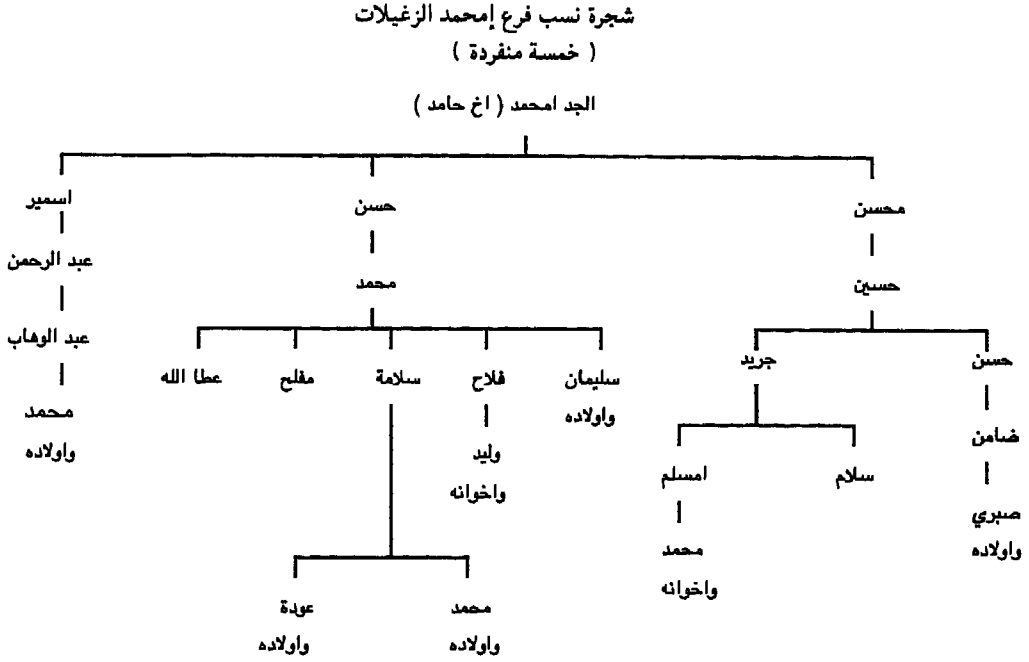 شجرة نسب فرع إمحمد الزغيلات
( خمسة منفردة )
الجد امحمد ( اخ حامد )
محسن
حسن
اسمير
حسين
محمد
عبد الرحمن
حسن
جريد
سليمان
واولاده
فلاح
سلامة
مفلح
عطا الله
عبد الوهاب
محمد
واولاده
ضامن
صبري
واولاده
سلام
امسلم
محمد
واخوانه
وليد
واخوانه
محمد
واولاده
عودة
واولاده